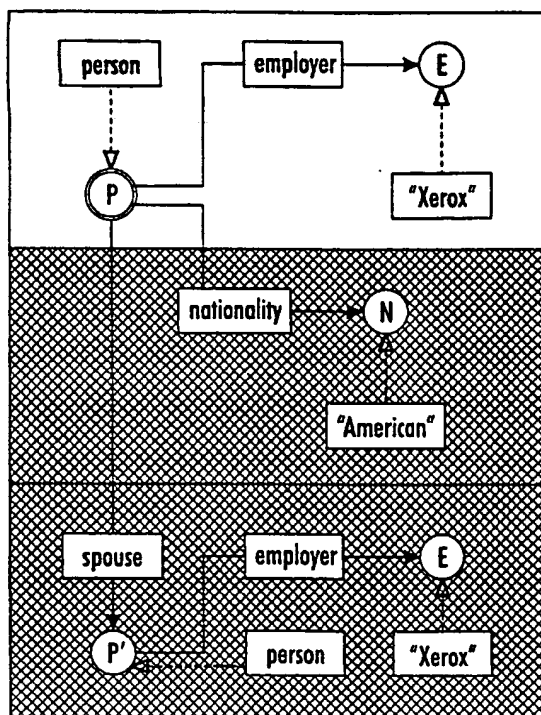 person
employer
E
P
"Xerox"
nationality
N
"American"
spouse
employer
E
P'
person
"Xerox"